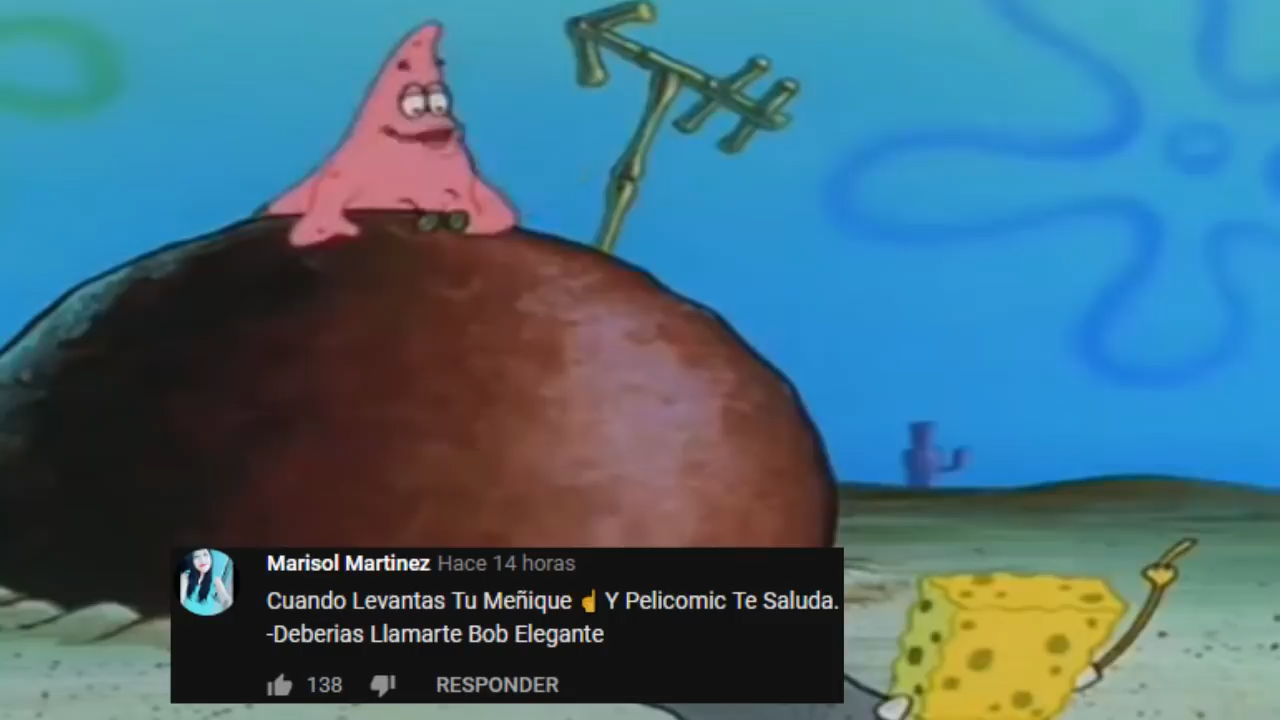 Marisol Martinez Hace 14 horas
Cuando Levantas Tu Meñique ☝ Y Pelicomic Te Saluda.
-Deberias Llamarte Bob Elegante
138 RESPONDER